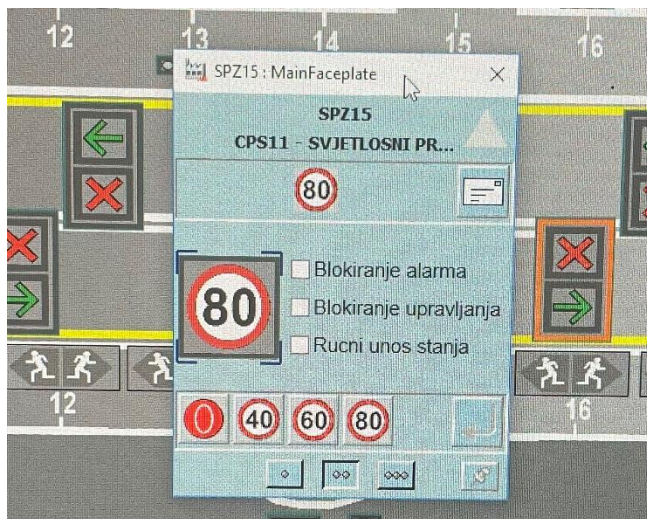 12
13
14
15
16
SPZ15 : MainFaceplate
SPZ15
CPS11 - SVJETLOSNI PR...
80
80
Blokiranje alarma
Blokiranje upravljanja
Rucni unos stanja
0 40 60 80
12
16